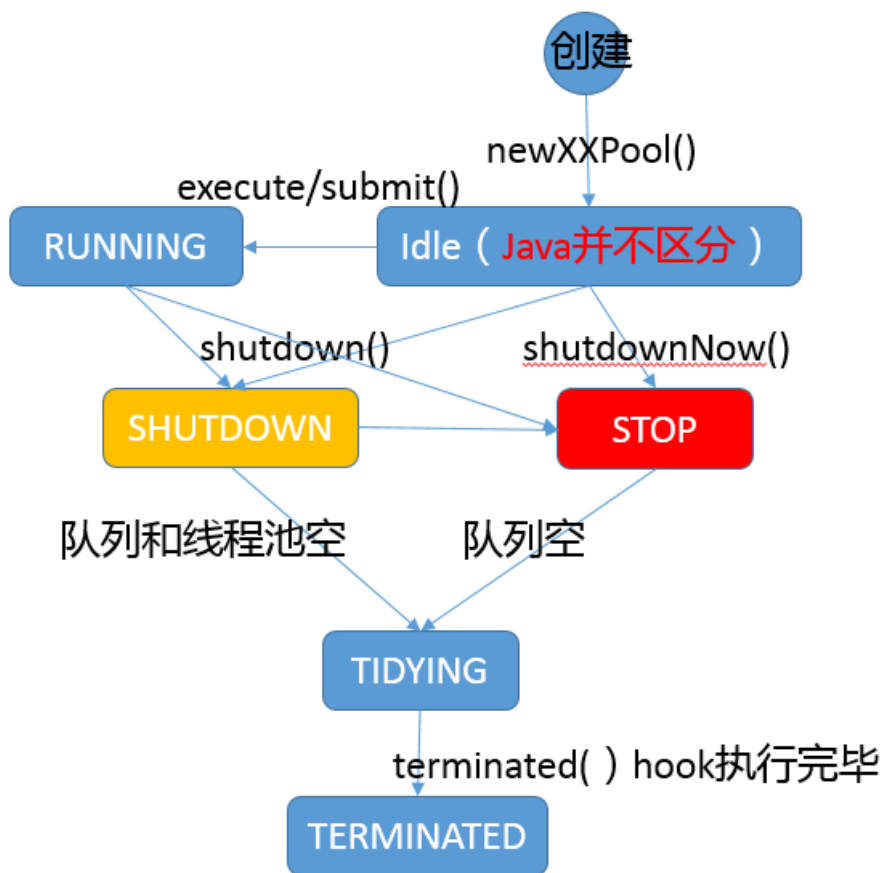 创建
newXXPool()
execute/submit()
RUNNING
Idle（Java并不区分）
shutdown()
shutdownNow()
SHUTDOWN
STOP
队列和线程池空
队列空
TIDYING
terminated( ）hook执行完毕
TERMINATED